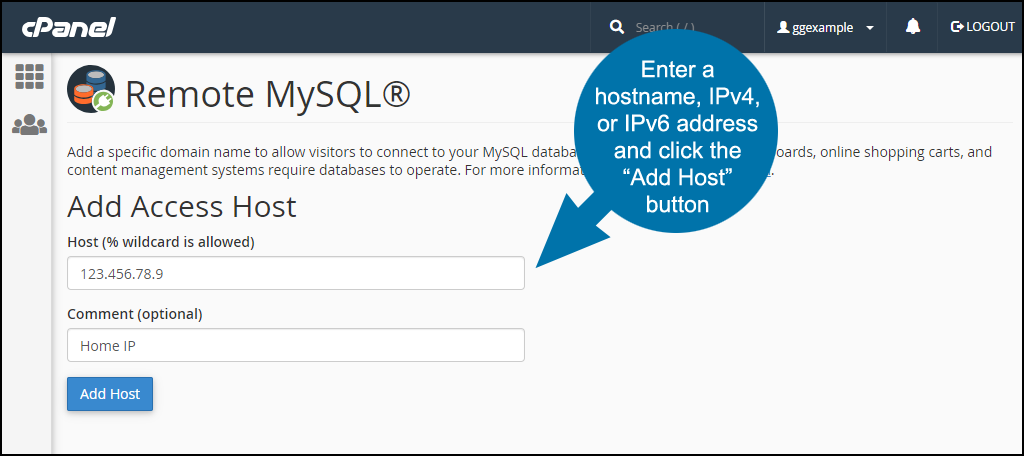 cPanel
Search ( / )
ggexample
LOGOUT
Remote MySQL®
Enter a
hostname, IPv4,
or IPv6 address
and click the
“Add Host”
button
Add a specific domain name to allow visitors to connect to your MySQL databa oards, online shopping carts, and
content management systems require databases to operate. For more informat
Add Access Host
Host (% wildcard is allowed)
123.456.78.9
Comment (optional)
Home IP
Add Host